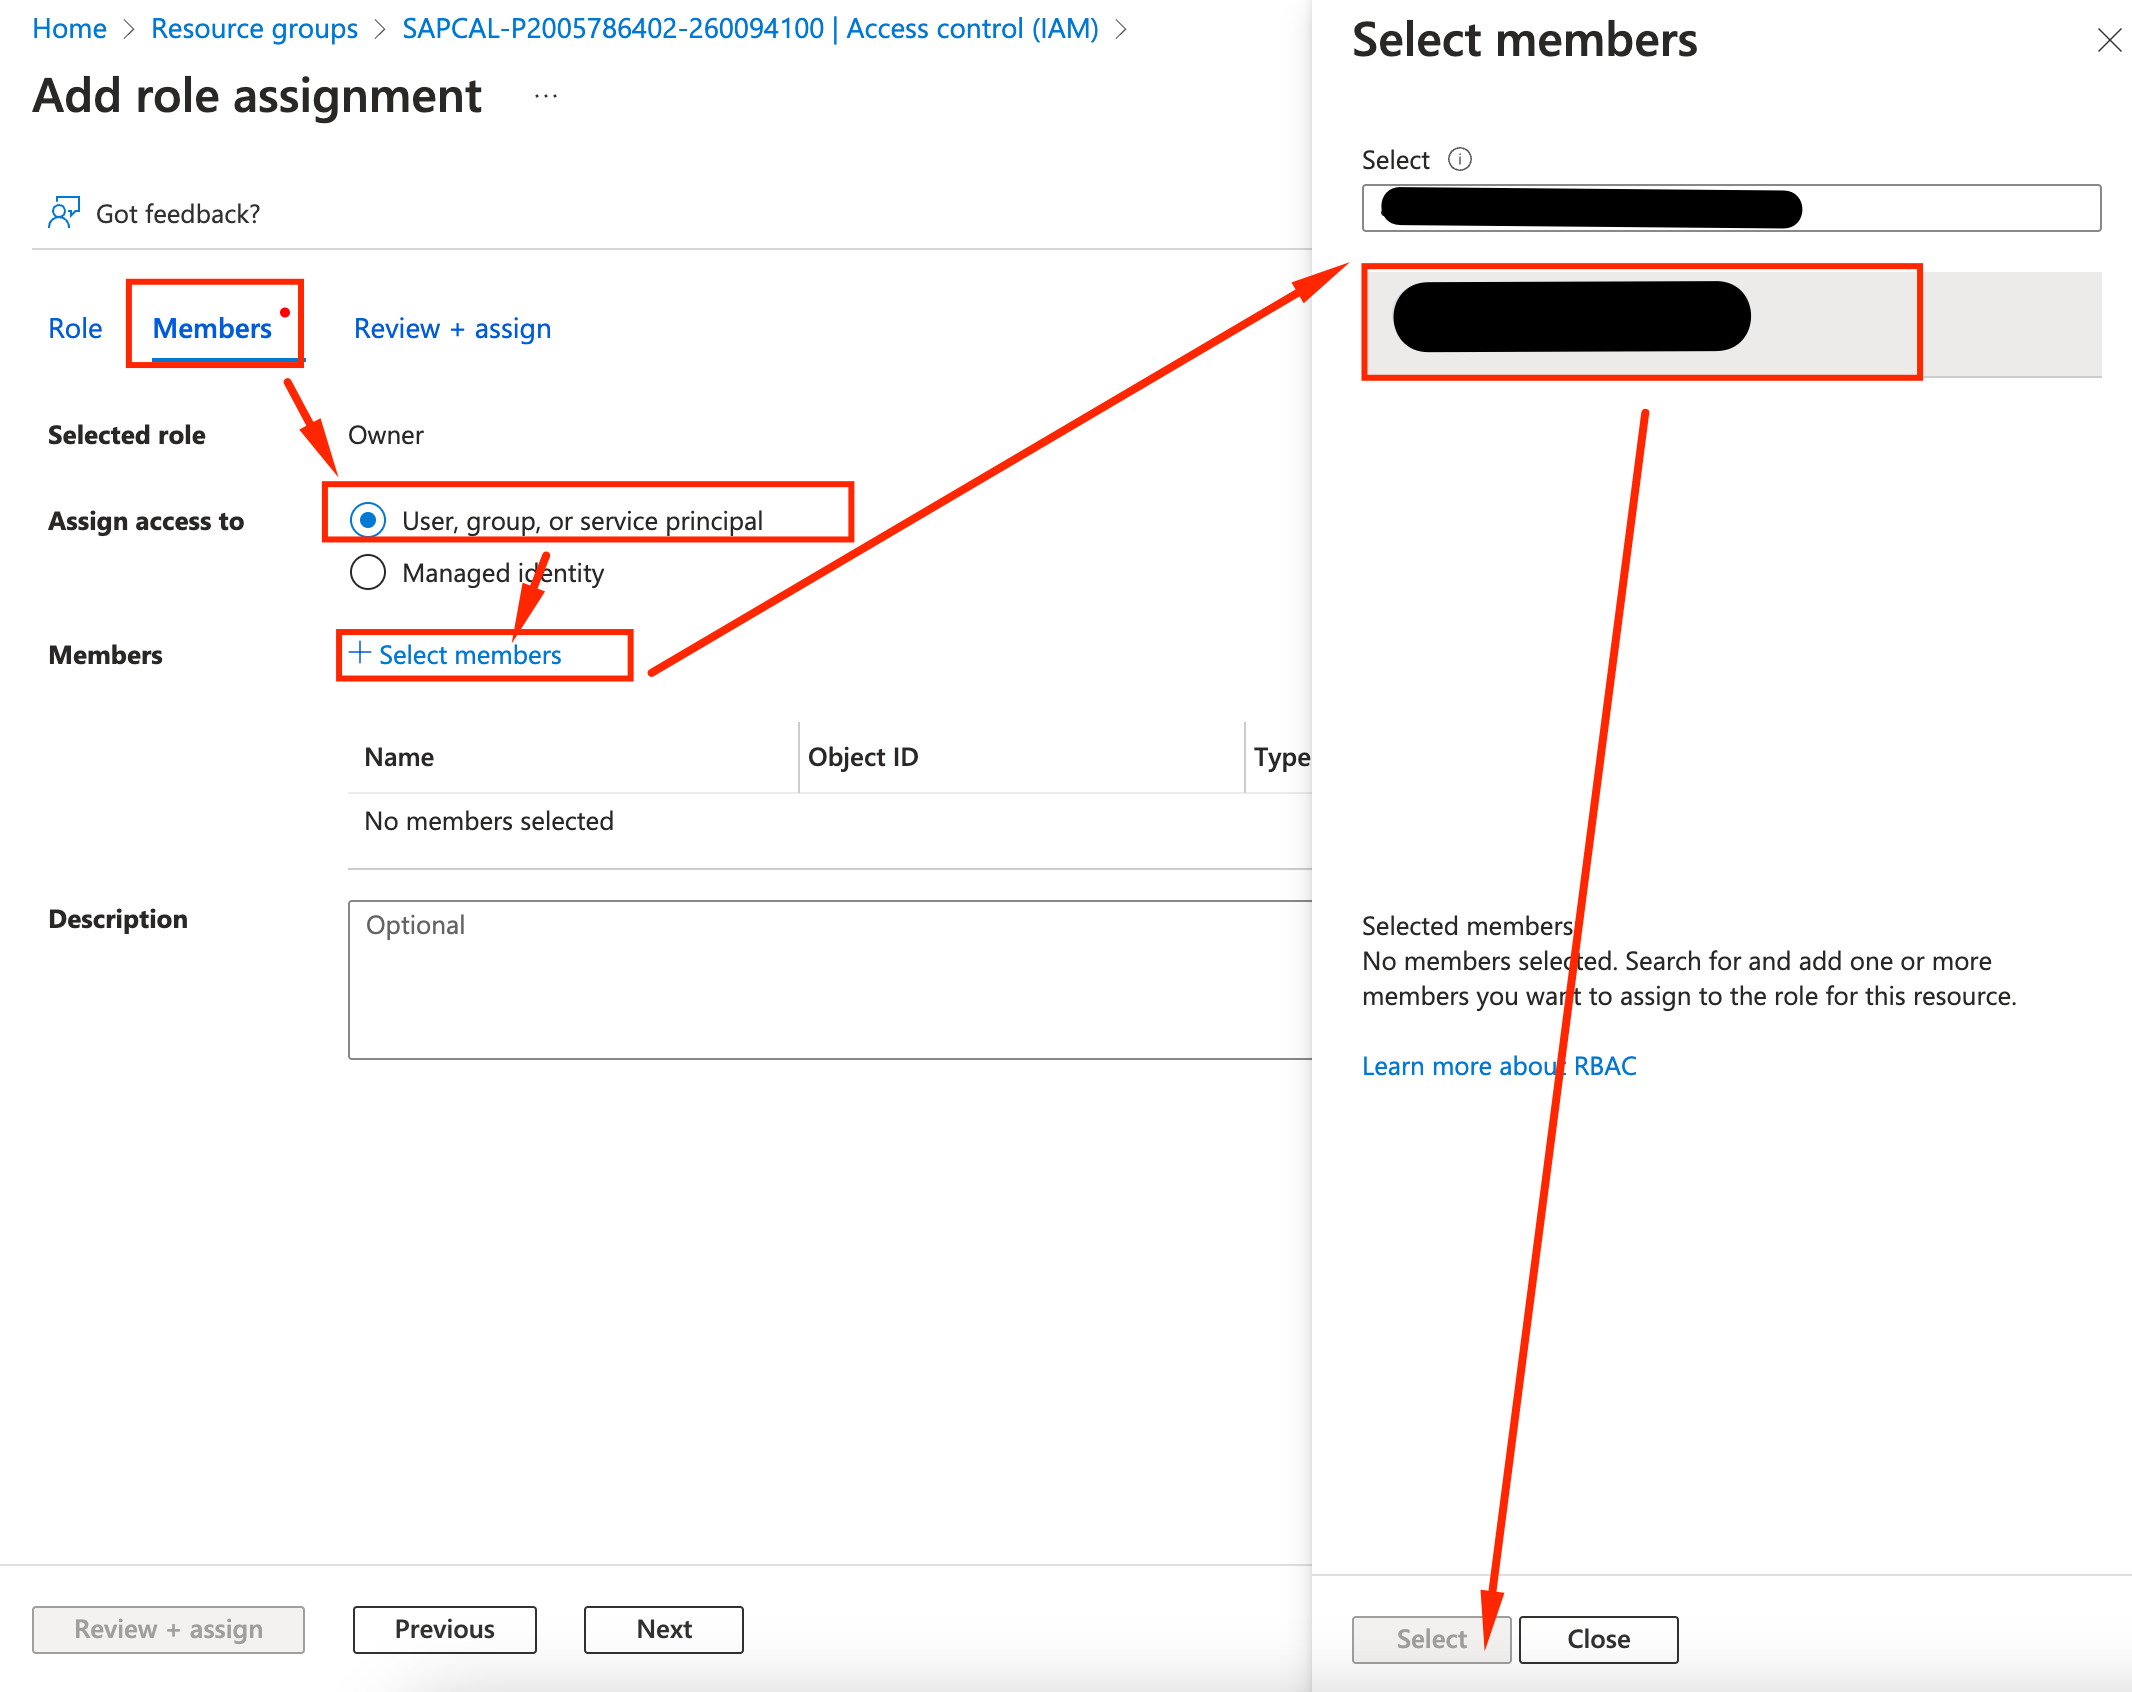 Home > Resource groups > SAPCAL-P2005786402-260094100 | Access control (IAM) >
Add role assignment ...
Got feedback?
Role Members Review + assign
Selected role Owner
Assign access to User, group, or service principal
Managed identity
Members + Select members
Name Object ID Type
No members selected
Description Optional
Review + assign Previous Next
Select members
Select
Selected members
No members selected. Search for and add one or more
members you want to assign to the role for this resource.
Learn more about RBAC
Select Close